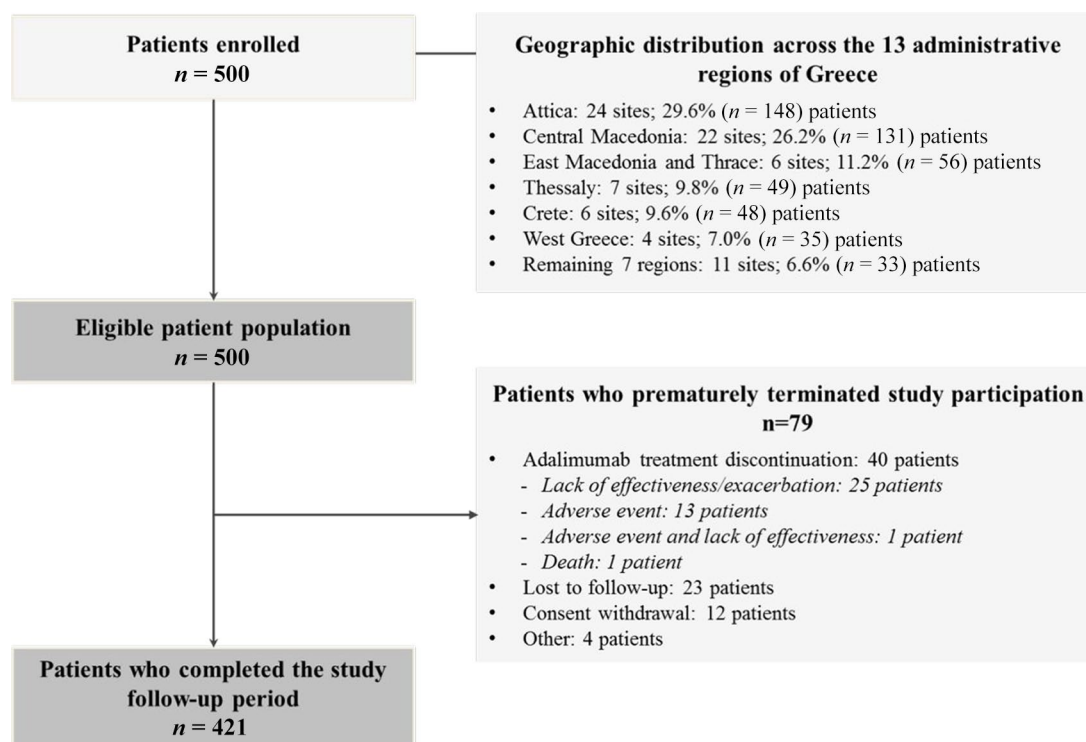 Patients enrolled
n = 500
Geographic distribution across the 13 administrative
regions of Greece
• Attica: 24 sites; 29.6% (n = 148) patients
• Central Macedonia: 22 sites; 26.2% (n = 131) patients
• East Macedonia and Thrace: 6 sites; 11.2% (n = 56) patients
• Thessaly: 7 sites; 9.8% (n = 49) patients
• Crete: 6 sites; 9.6% (n = 48) patients
• West Greece: 4 sites; 7.0% (n = 35) patients
• Remaining 7 regions: 11 sites; 6.6% (n = 33) patients
Eligible patient population
n = 500
Patients who prematurely terminated study participation
n=79
• Adalimumab treatment discontinuation: 40 patients
- Lack of effectiveness/exacerbation: 25 patients
- Adverse event: 13 patients
- Adverse event and lack of effectiveness: 1 patient
- Death: 1 patient
• Lost to follow-up: 23 patients
• Consent withdrawal: 12 patients
• Other: 4 patients
Patients who completed the study
follow-up period
n = 421